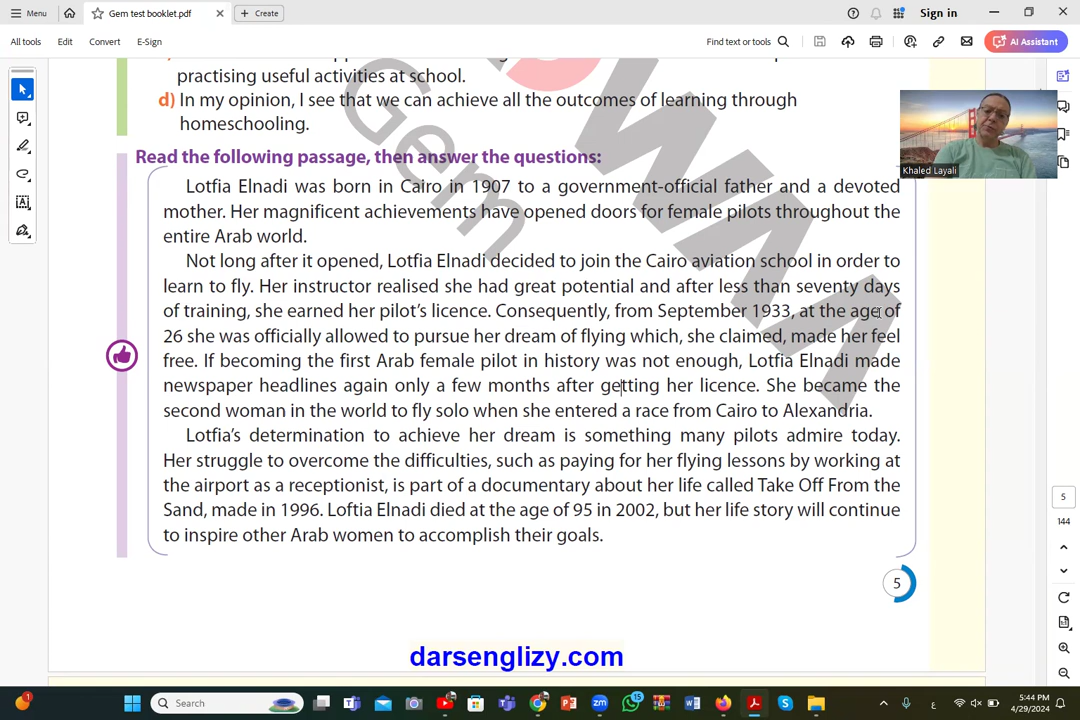 Menu
Gem test booklet.pdf
Create
Sign in
All tools
Edit
Convert
E-Sign
Find text or tools
AI Assistant
practising useful activities at school.
d) In my opinion, I see that we can achieve all the outcomes of learning through
homeschooling.
Khaled Layali
Read the following passage, then answer the questions:
Lotfia Elnadi was born in Cairo in 1907 to a government-official father and a devoted
mother. Her magnificent achievements have opened doors for female pilots throughout the
entire Arab world.
Not long after it opened, Lotfia Elnadi decided to join the Cairo aviation school in order to
learn to fly. Her instructor realised she had great potential and after less than seventy days
of training, she earned her pilot's licence. Consequently, from September 1933, at the age of
26 she was officially allowed to pursue her dream of flying which, she claimed, made her feel
free. If becoming the first Arab female pilot in history was not enough, Lotfia Elnadi made
newspaper headlines again only a few months after getting her licence. She became the
second woman in the world to fly solo when she entered a race from Cairo to Alexandria.
Lotfia's determination to achieve her dream is something many pilots admire today.
Her struggle to overcome the difficulties, such as paying for her flying lessons by working at
the airport as a receptionist, is part of a documentary about her life called Take Off From the
Sand, made in 1996. Loftia Elnadi died at the age of 95 in 2002, but her life story will continue
to inspire other Arab women to accomplish their goals.
Gem
5
5
144
darsenglizy.com
Search
15
1
ع
5:44 PM
4/29/2024